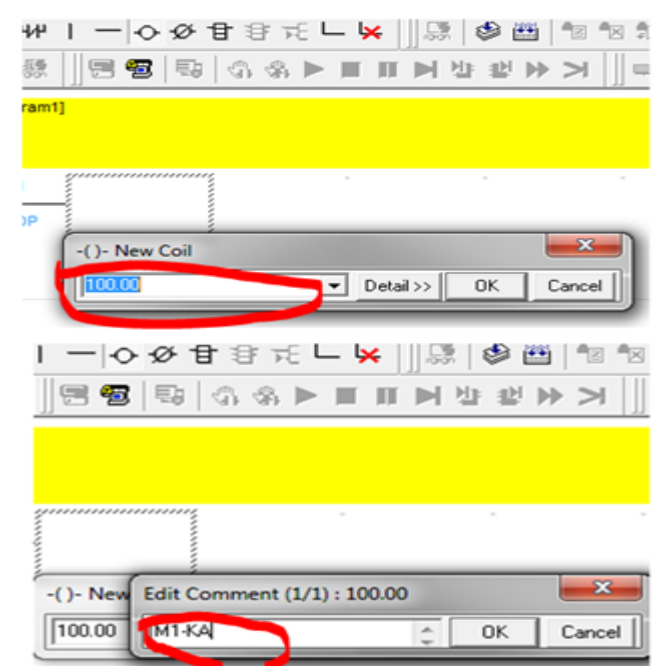 ram1]
OP
-( )- New Coil
100.00 Detail >> OK Cancel
-( )- New Edit Comment (1/1) : 100.00
100.00 M1-KA OK Cancel